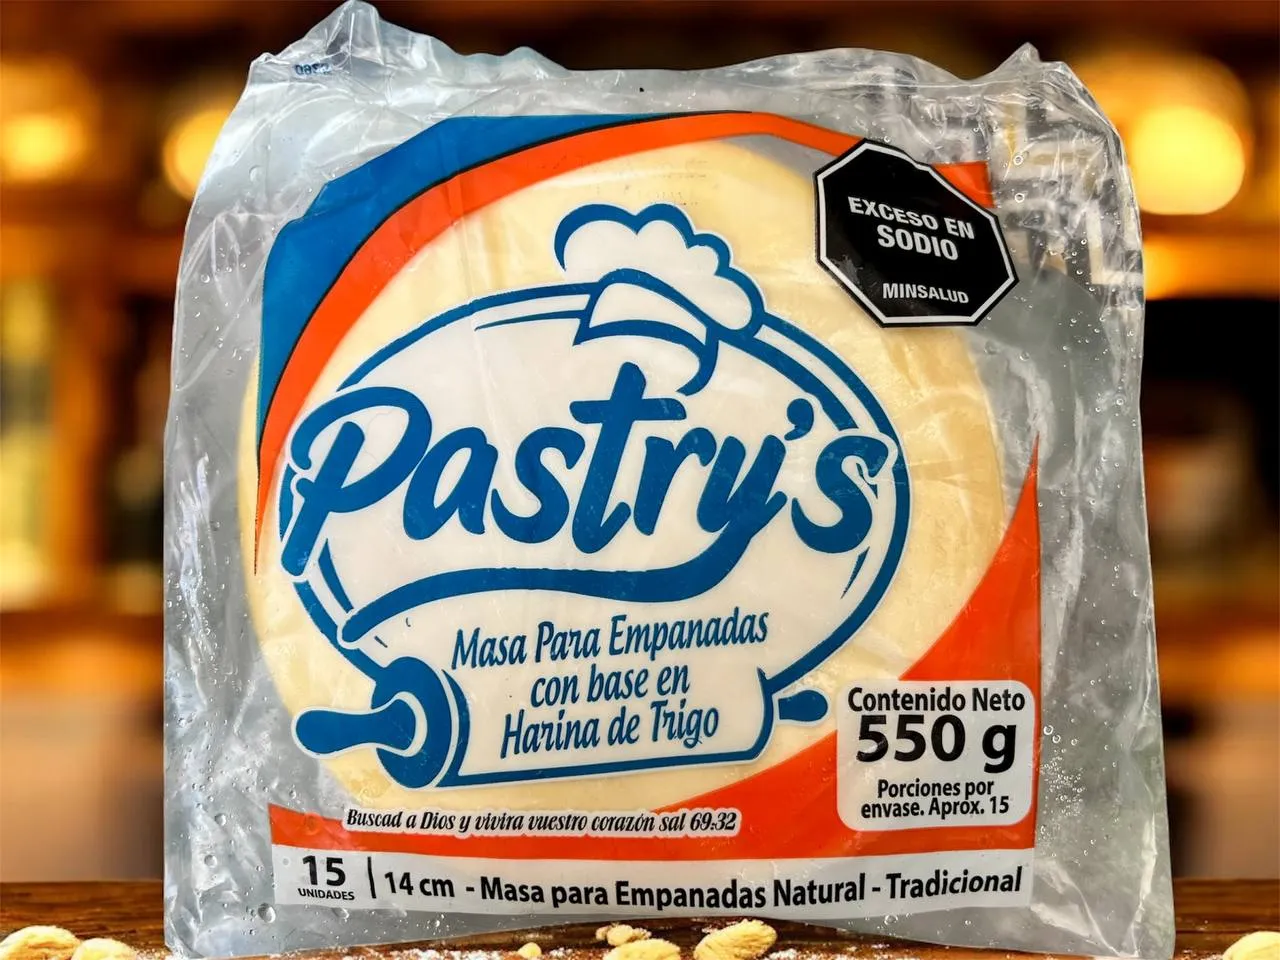 EXCESO EN
SODIO
MINSALUD
Pastry's
Masa Para Empanadas
con base en
Harina de Trigo
Contenido Neto
550 g
Porciones por
envase. Aprox. 15
Buscad a Dios y vivira vuestro corazón sal 69:32
15
UNIDADES
14 cm - Masa para Empanadas Natural - Tradicional